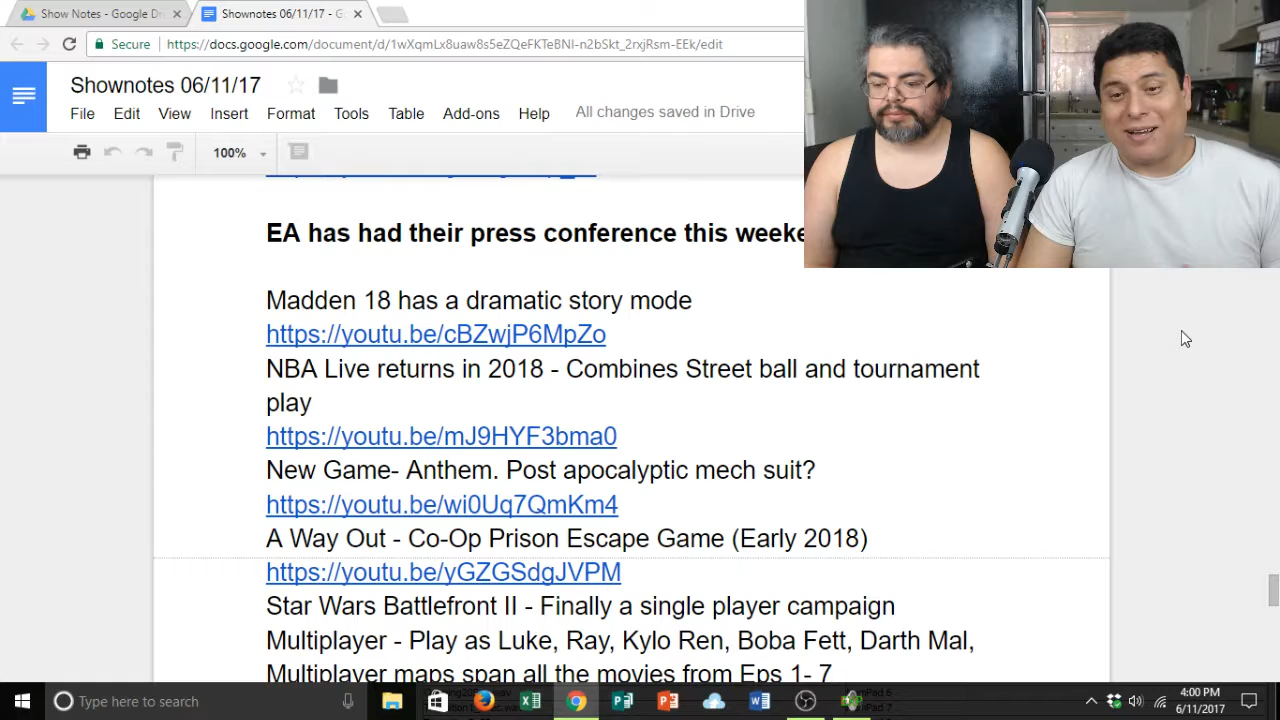 Show Notes - Google Dr
Shownotes 06/11/17 - G
Secure
https://docs.google.com/document/d/1wXqmLx8uaw8s5eZQeFKTeBNI-n2bSkt_2rxjRsm-EEk/edit
Shownotes 06/11/17
File Edit View Insert Format Tools Table Add-ons Help All changes saved in Drive
100%
EA has had their press conference this weeke
Madden 18 has a dramatic story mode
https://youtu.be/cBZwjP6MpZo
NBA Live returns in 2018 - Combines Street ball and tournament
play
https://youtu.be/mJ9HYF3bma0
New Game- Anthem. Post apocalyptic mech suit?
https://youtu.be/wi0Uq7QmKm4
A Way Out - Co-Op Prison Escape Game (Early 2018)
https://youtu.be/yGZGSdgJVPM
Star Wars Battlefront II - Finally a single player campaign
Multiplayer - Play as Luke, Ray, Kylo Ren, Boba Fett, Darth Mal,
Multiplayer maps span all the movies from Eps 1- 7
Type here to search
4:00 PM
6/11/2017